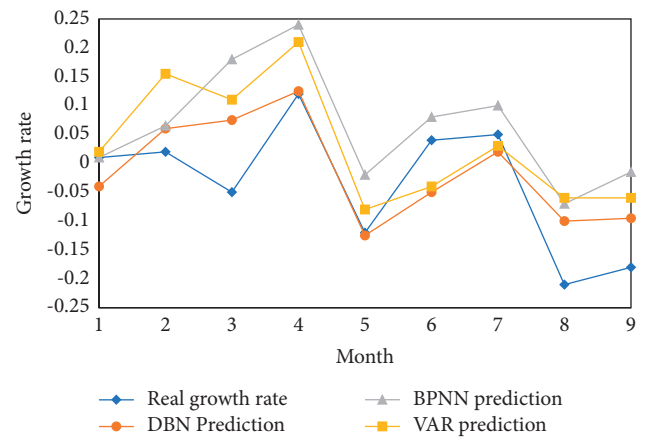 0.25
0.2
0.15
0.1
0.05
0
-0.05
-0.1
-0.15
-0.2
-0.25
Growth rate
1 2 3 4 5 6 7 8 9
Month
Real growth rate
BPNN prediction
DBN Prediction
VAR prediction